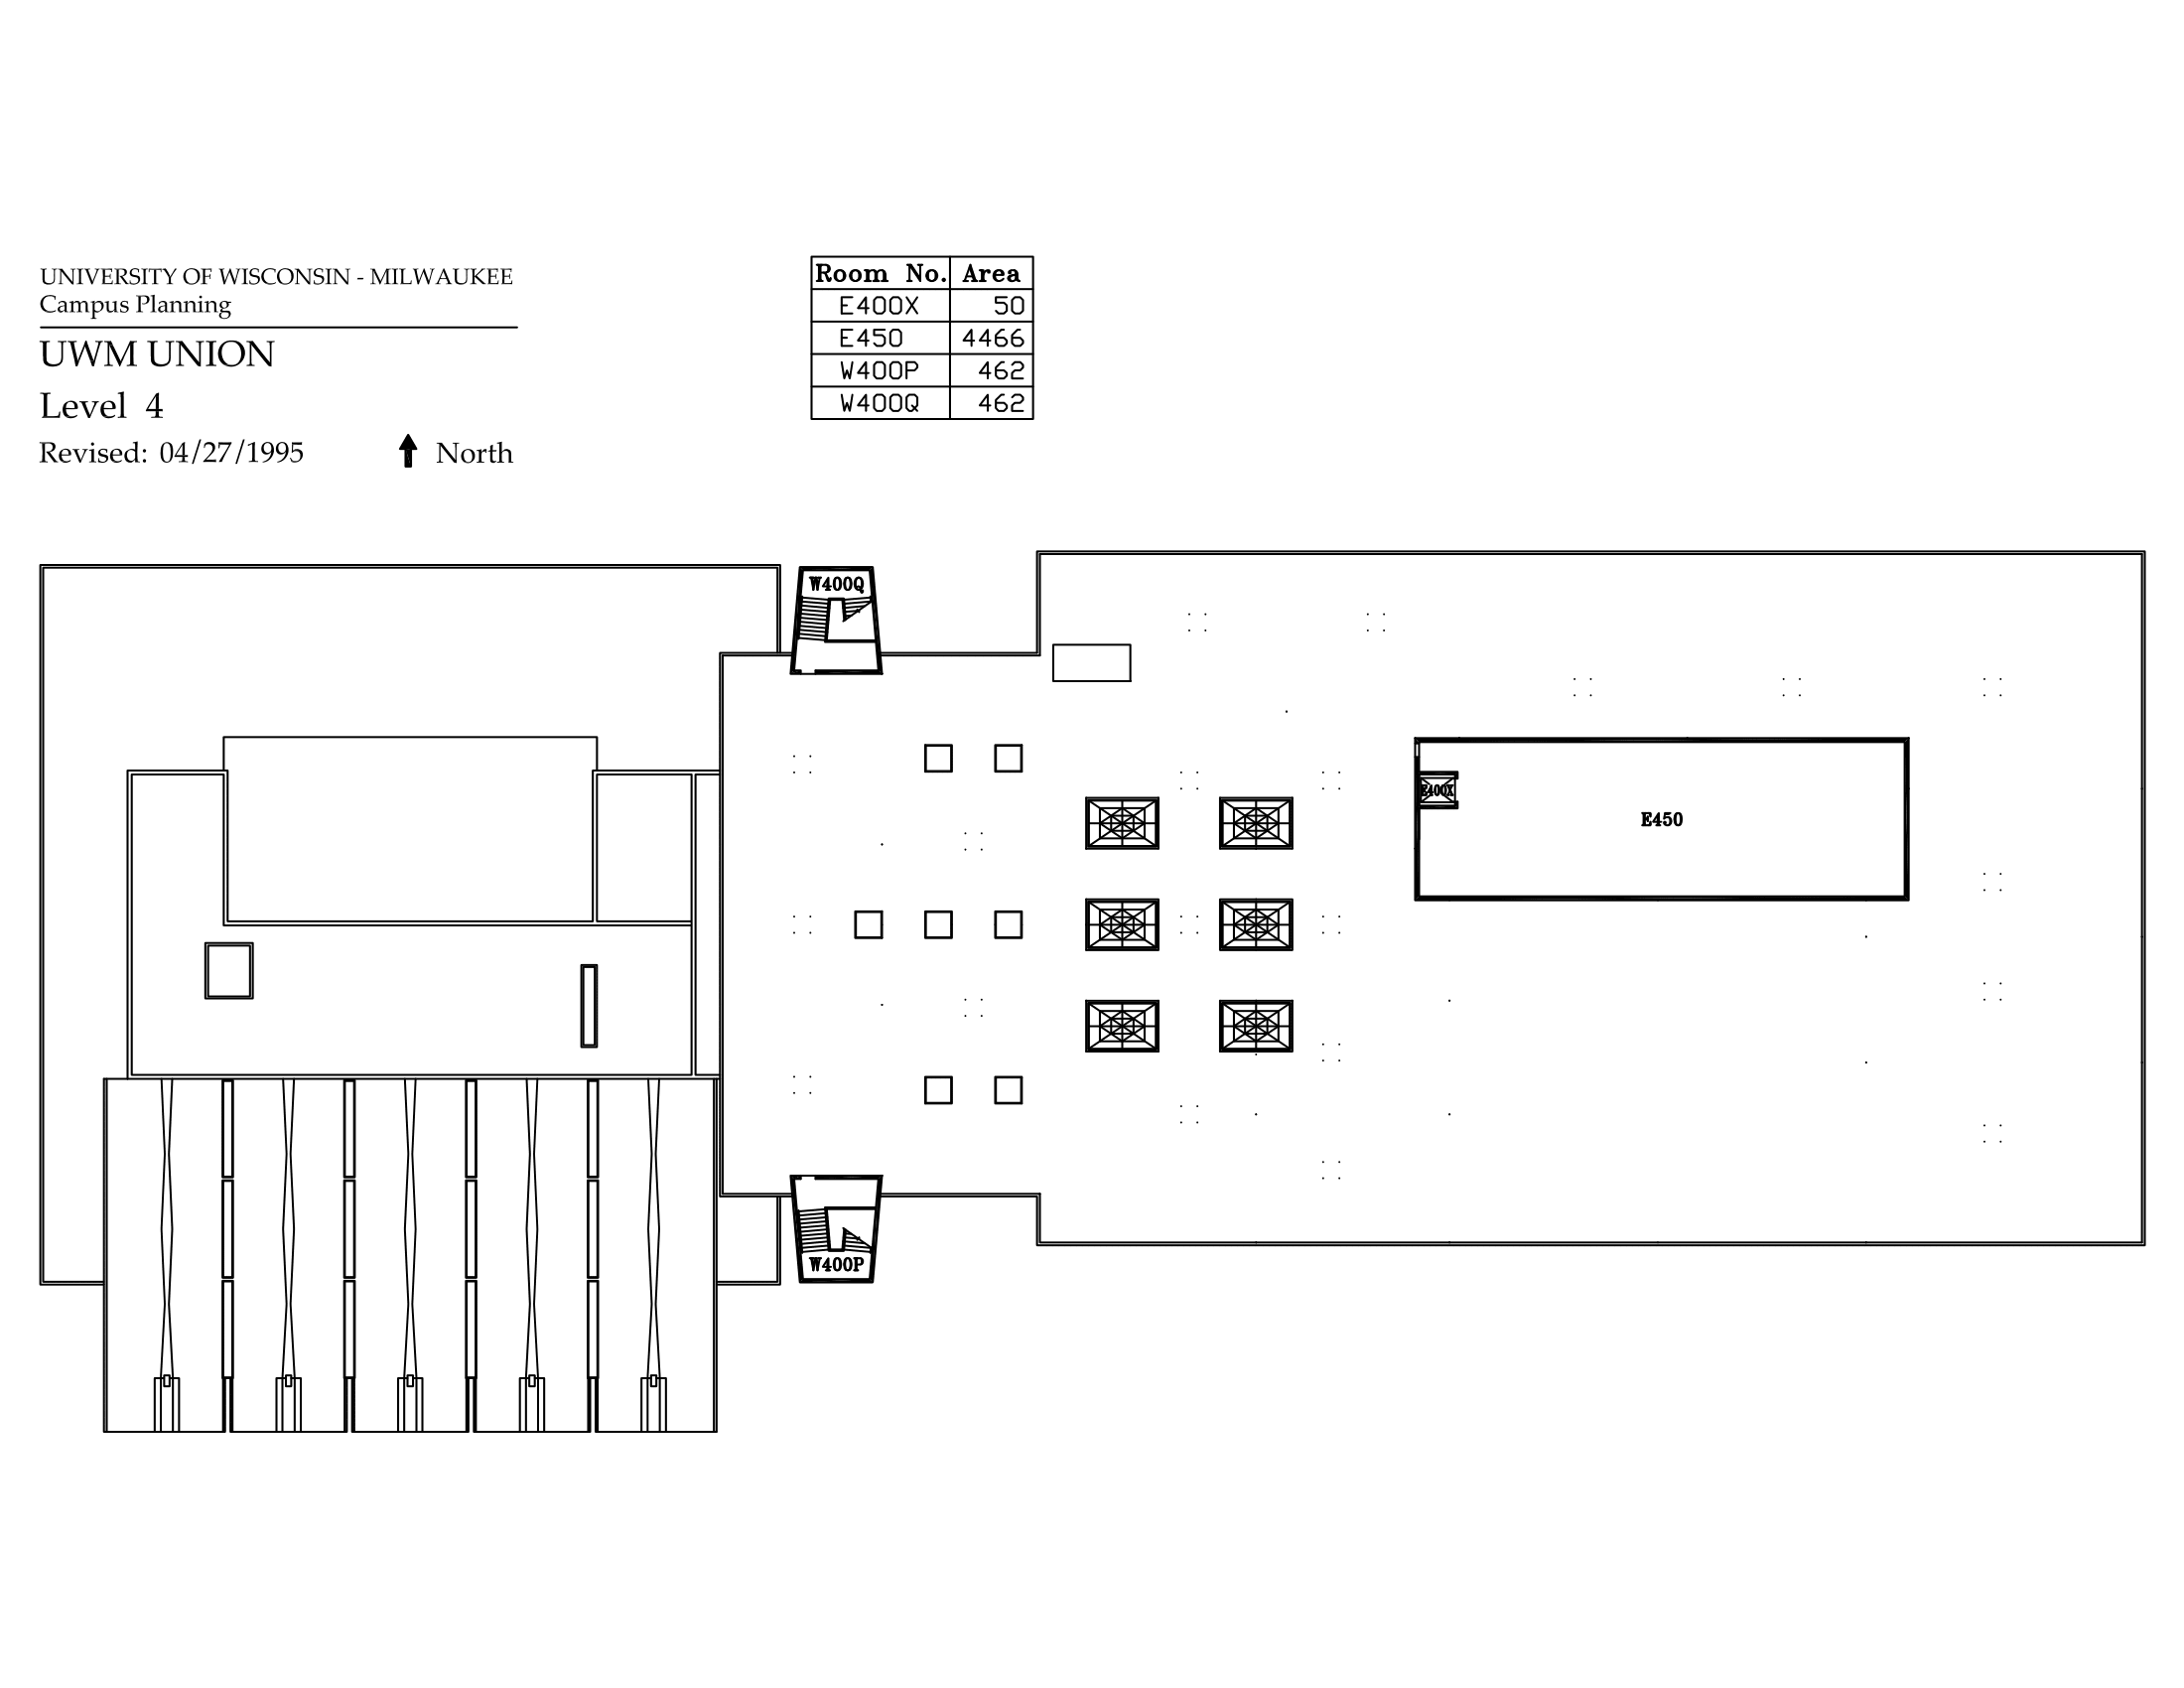 UNIVERSITY OF WISCONSIN - MILWAUKEE
Campus Planning
UWM UNION
Level 4
Revised: 04/27/1995 North
Room No. Area
E400X 50
E450 4466
W400P 462
W400Q 462
W400Q
E400X
E450
W400P